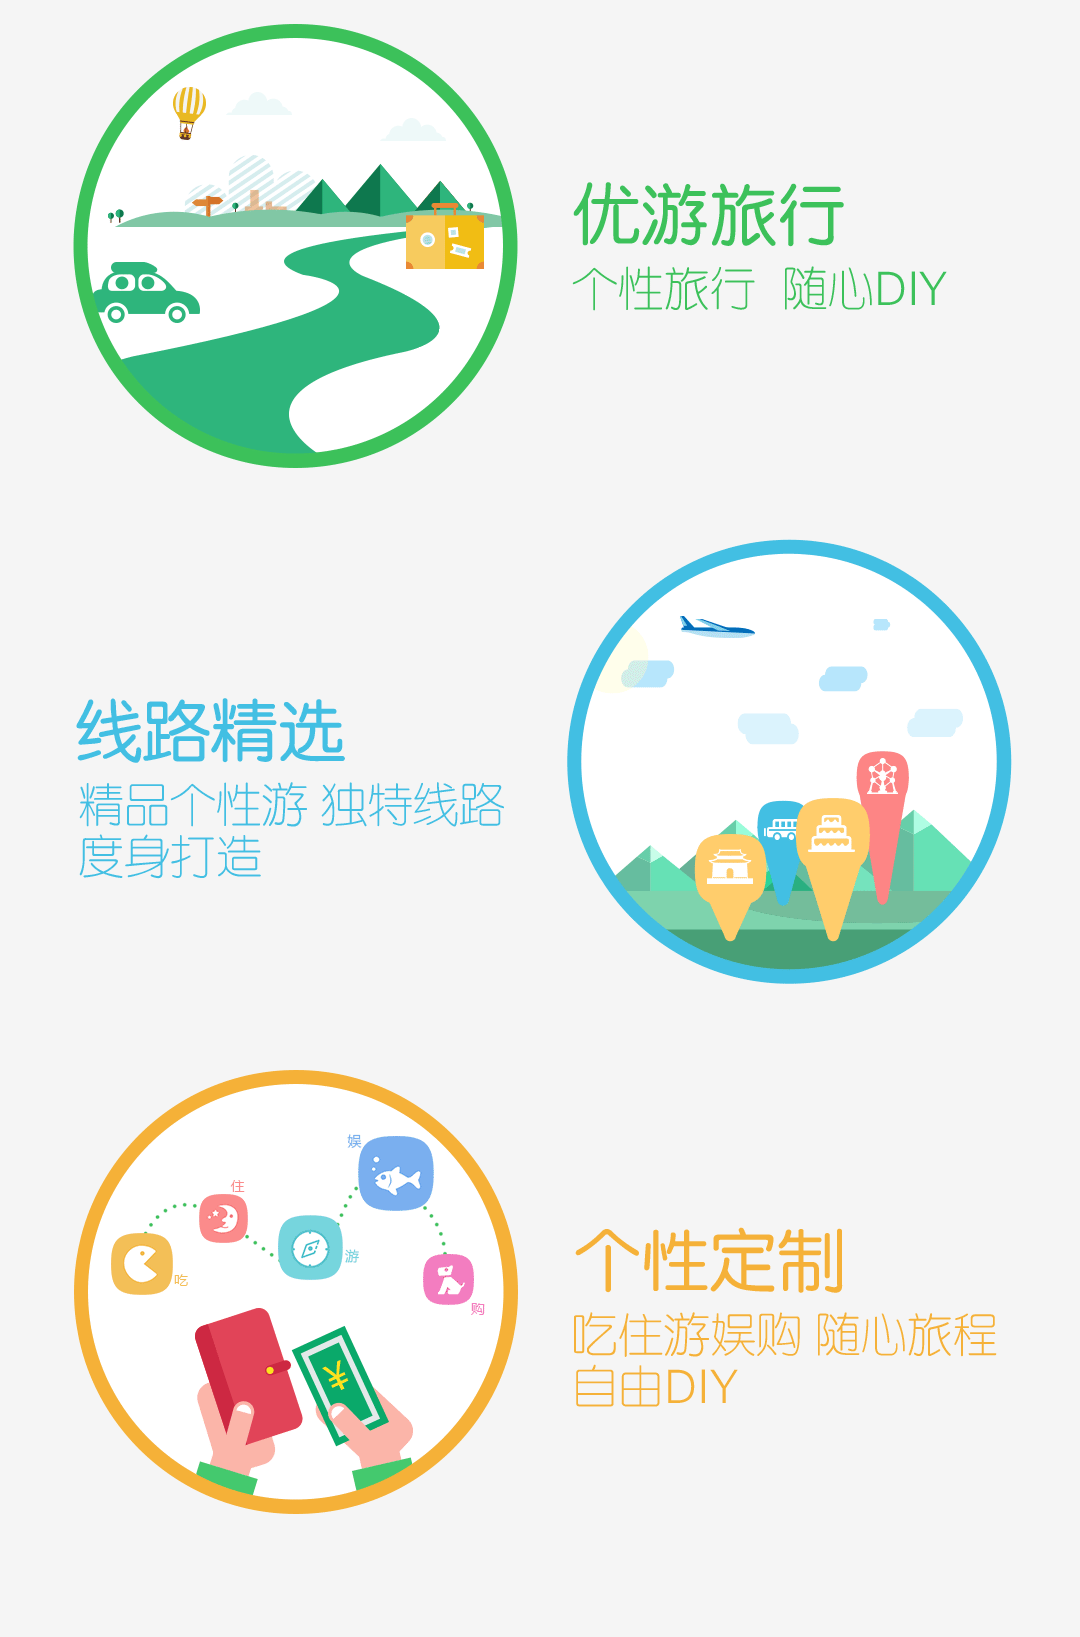 优游旅行
个性旅行 随心DIY
线路精选
精品个性游 独特线路
度身打造
娱
住
游
吃
购
¥
个性定制
吃住游娱购 随心旅程
自由DIY